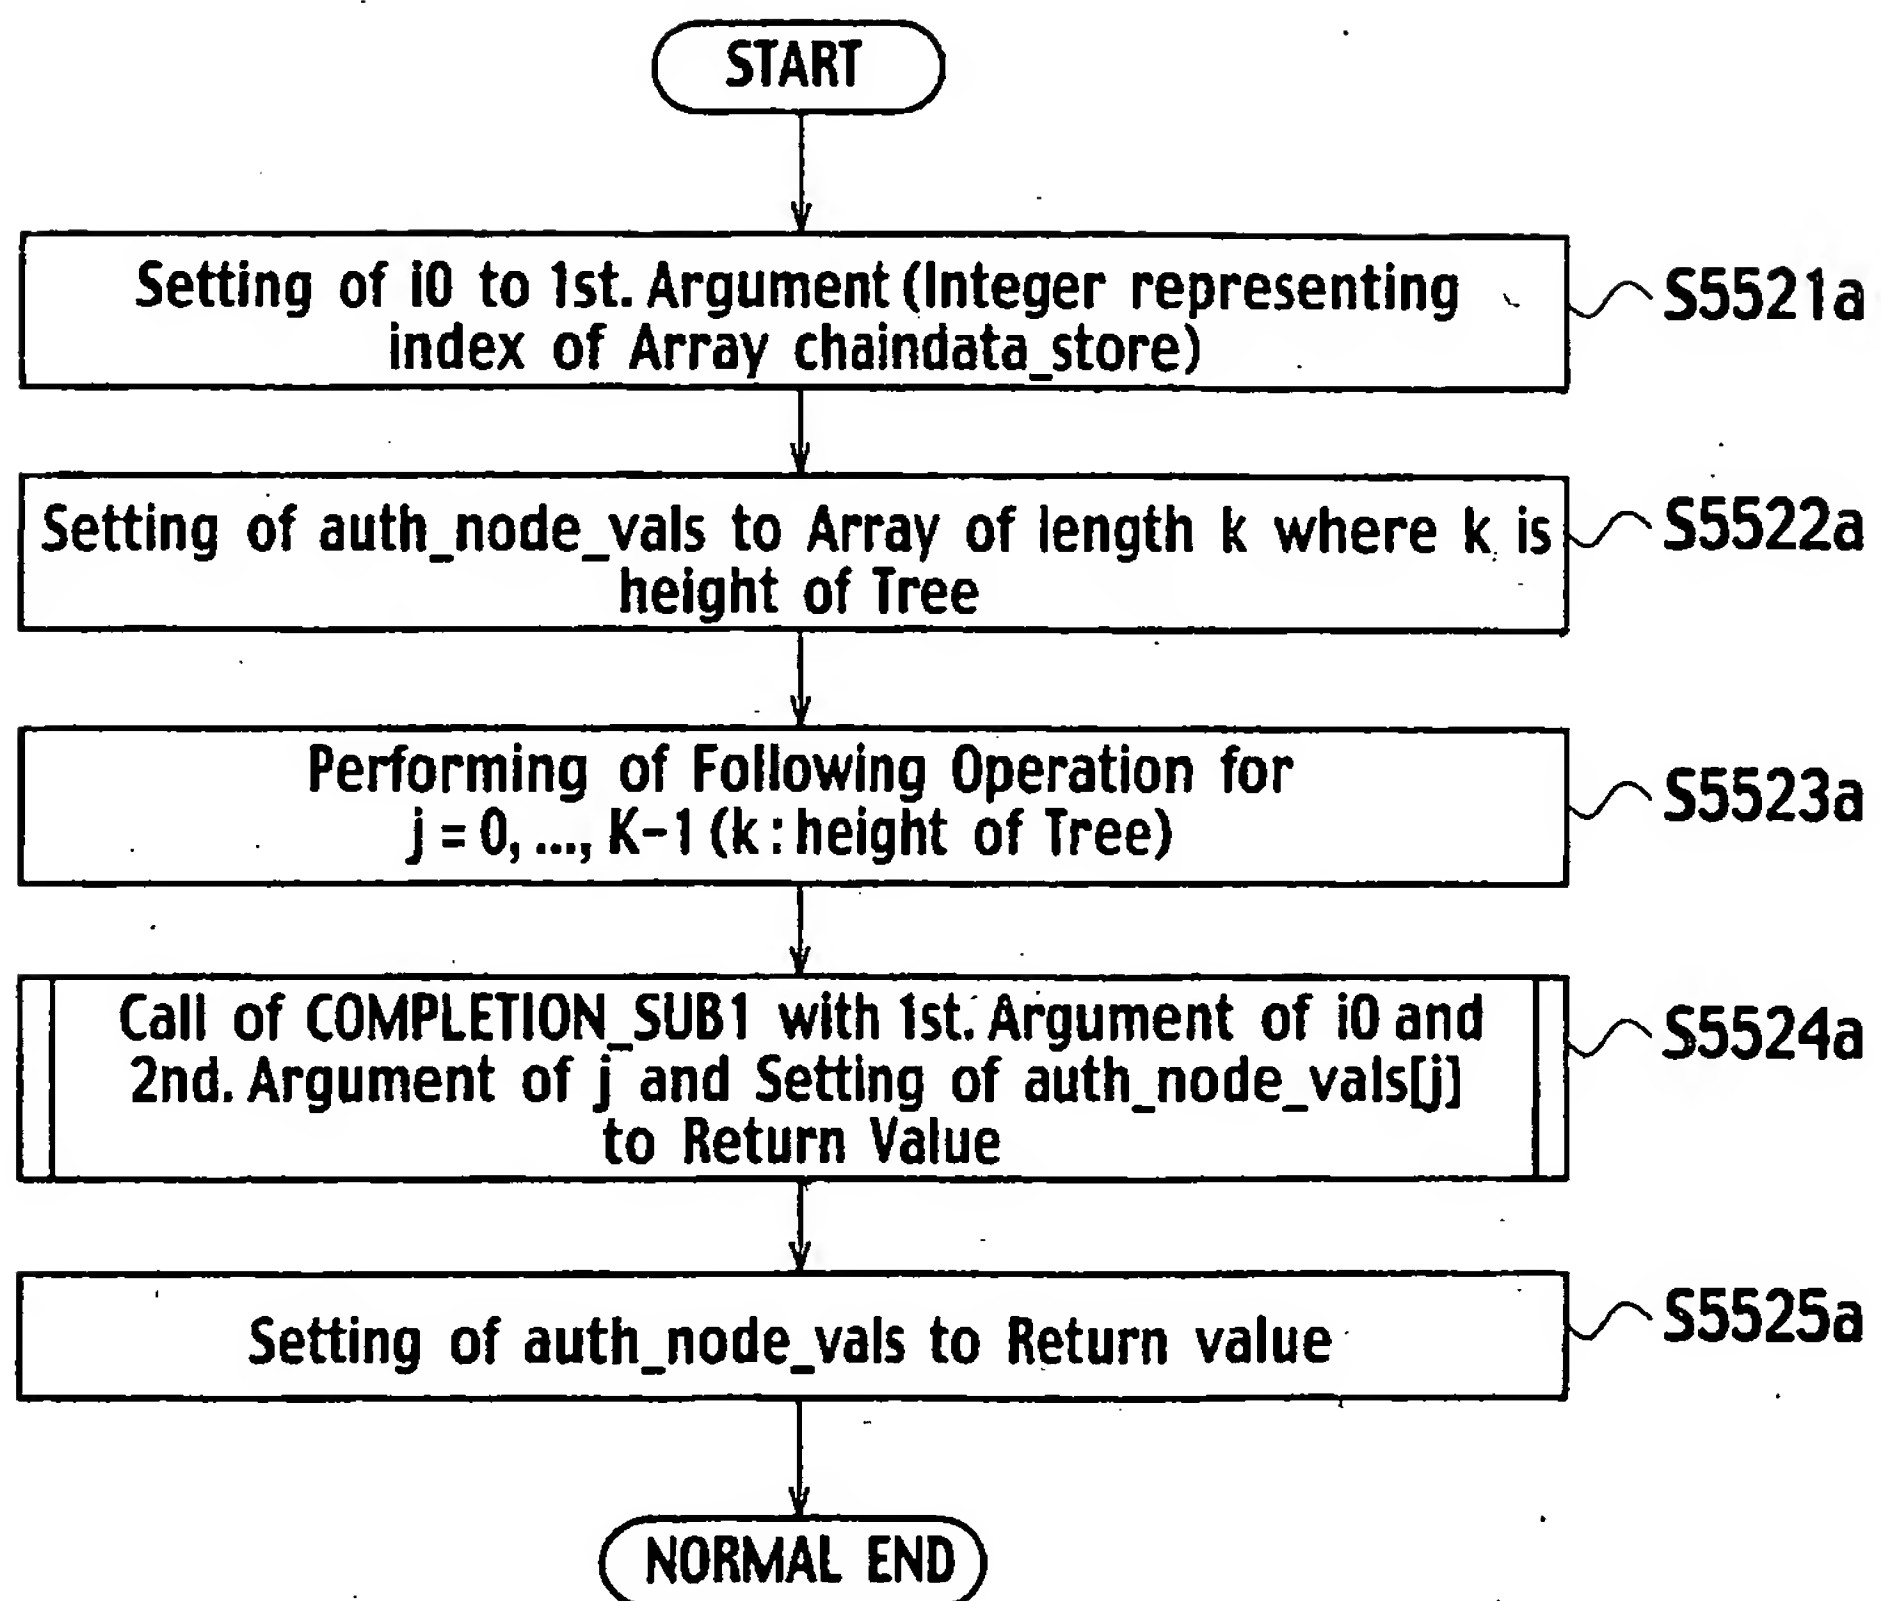 START
Setting of i0 to 1st. Argument (Integer representing
index of Array chaindata_store)
S5521a
Setting of auth_node_vals to Array of length k where k is
height of Tree
S5522a
Performing of Following Operation for
j = 0, ..., K-1 (k : height of Tree)
S5523a
Call of COMPLETION_SUB1 with 1st. Argument of i0 and
2nd. Argument of j and Setting of auth_node_vals[j]
to Return Value
S5524a
Setting of auth_node_vals to Return value
S5525a
NORMAL END